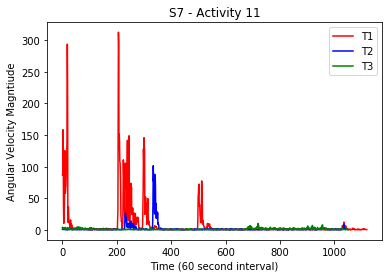 S7 - Activity 11
Angular Velocity Magntiude
300
250
200
150
100
50
0
T1
T2
T3
0
200
400
600
800
1000
Time (60 second interval)